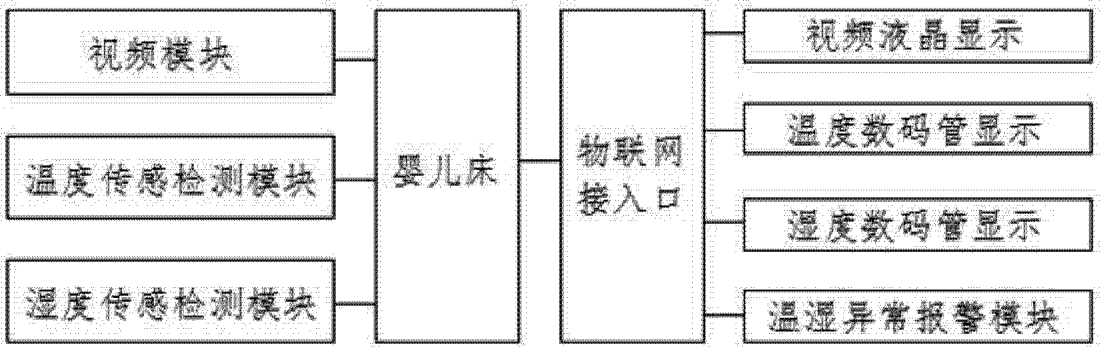 视频模块
温度传感检测模块
湿度传感检测模块
婴儿床
物联网
接入口
视频液晶显示
温度数码管显示
湿度数码管显示
温湿异常报警模块